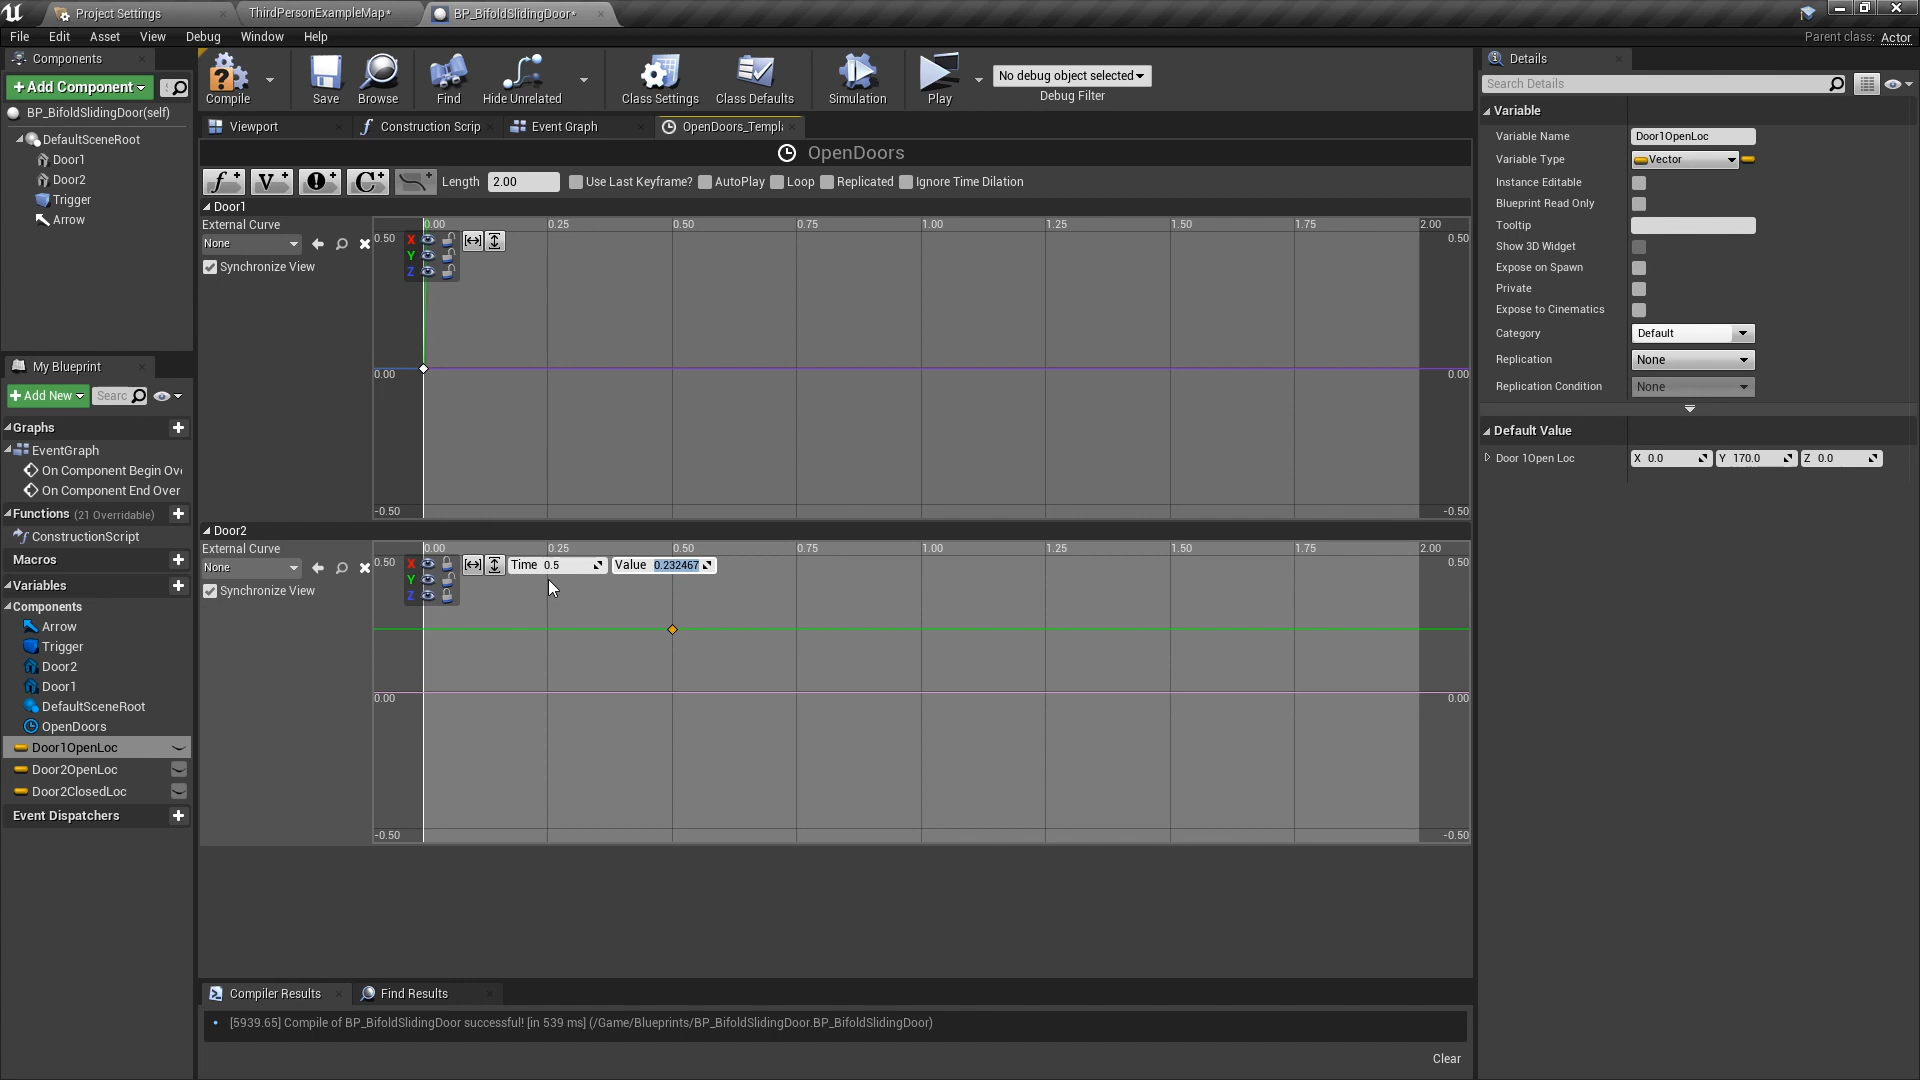 Project Settings
ThirdPersonExampleMap*
BP_BifoldSlidingDoor*
File Edit Asset View Window Help
Parent class: Actor
Components
+ Add Component
BP_BifoldSlidingDoor(self)
DefaultSceneRoot
Door1
Door2
Trigger
Arrow
Compile
Save
Browse
Find
Hide Unrelated
Class Settings
Class Defaults
Simulation
Play
No debug object selected
Debug Filter
Viewport
Construction Scrip
Event Graph
OpenDoors_Templ
OpenDoors
Length 2.00 Use Last Keyframe? AutoPlay Loop Replicated Ignore Time Dilation
Door1
External Curve
None
Synchronize View
X
Y
Z
0.00 0.25 0.50 0.75 1.00 1.25 1.50 1.75 2.00
0.50 0.50
0.00 0.00
-0.50 -0.50
Door2
External Curve
None
Synchronize View
X
Y
Z
0.00 0.25 0.50 0.75 1.00 1.25 1.50 1.75 2.00
Time 0.5 Value 0.232467
0.50 0.50
0.00 0.00
-0.50 -0.50
My Blueprint
+ Add New Searc
Graphs
EventGraph
On Component Begin Ov
On Component End Over
Functions (21 Overridable)
ConstructionScript
Macros
Variables
Components
Arrow
Trigger
Door2
Door1
DefaultSceneRoot
OpenDoors
Door1OpenLoc
Door2OpenLoc
Door2ClosedLoc
Event Dispatchers
Compiler Results
Find Results
[5939.65] Compile of BP_BifoldSlidingDoor successful! [in 539 ms] (/Game/Blueprints/BP_BifoldSlidingDoor.BP_BifoldSlidingDoor)
Clear
Details
Search Details
Variable
Variable Name Door1OpenLoc
Variable Type Vector
Instance Editable
Blueprint Read Only
Tooltip
Show 3D Widget
Expose on Spawn
Private
Expose to Cinematics
Category Default
Replication None
Replication Condition None
Default Value
Door 1Open Loc X 0.0 Y 170.0 Z 0.0